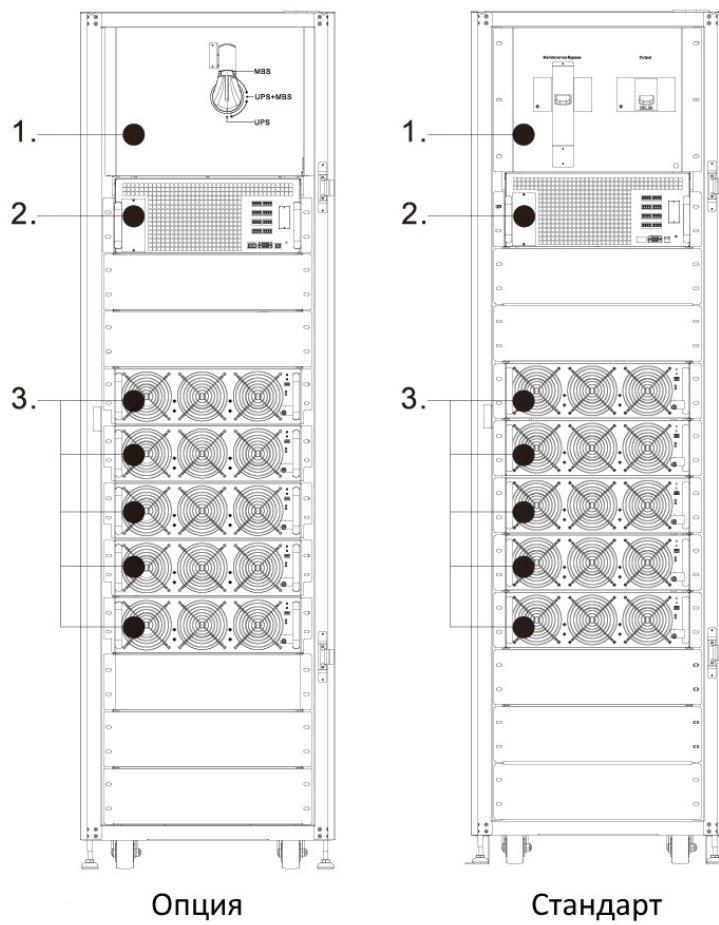 MBS
UPS+MBS
UPS
1.
2.
3.
Опция
Maintenance Bypass
Output
1.
2.
3.
Стандарт